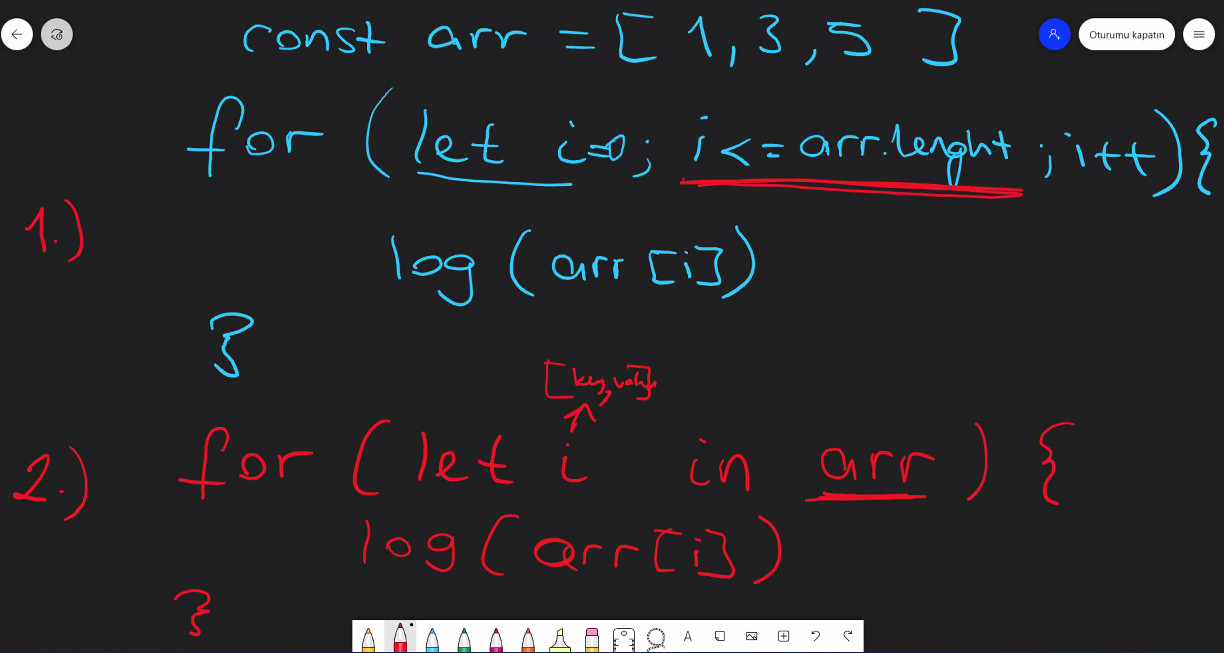 const arr = [ 1, 3, 5 ]
Oturumu kapatın
for ( let i=0; i<=arr.lenght ; i++){
1.)
log ( arr [i])
}
[key, value]
2.) for ( let i in arr ) {
log ( arr [i])
}
A